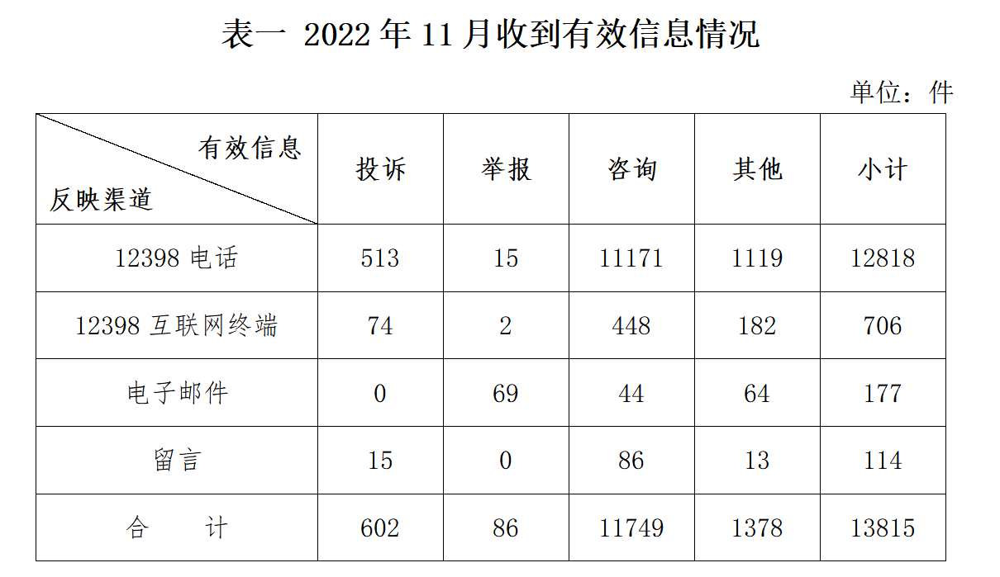 表一 2022 年 11 月收到有效信息情况
单位：件
有效信息
反映渠道
投诉 举报 咨询 其他 小计
12398 电话 513 15 11171 1119 12818
12398 互联网终端 74 2 448 182 706
电子邮件 0 69 44 64 177
留言 15 0 86 13 114
合 计 602 86 11749 1378 13815